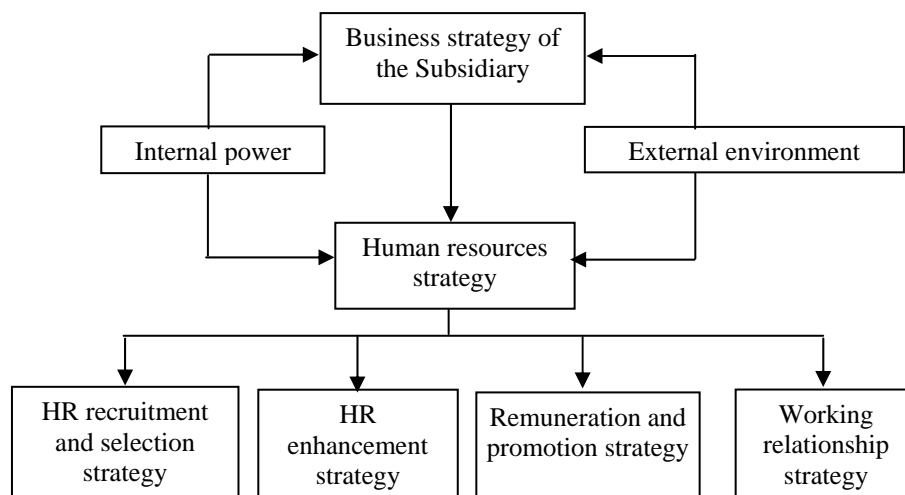 Business strategy of
the Subsidiary
Internal power
External environment
Human resources
strategy
HR recruitment
and selection
strategy
HR
enhancement
strategy
Remuneration and
promotion strategy
Working
relationship
strategy